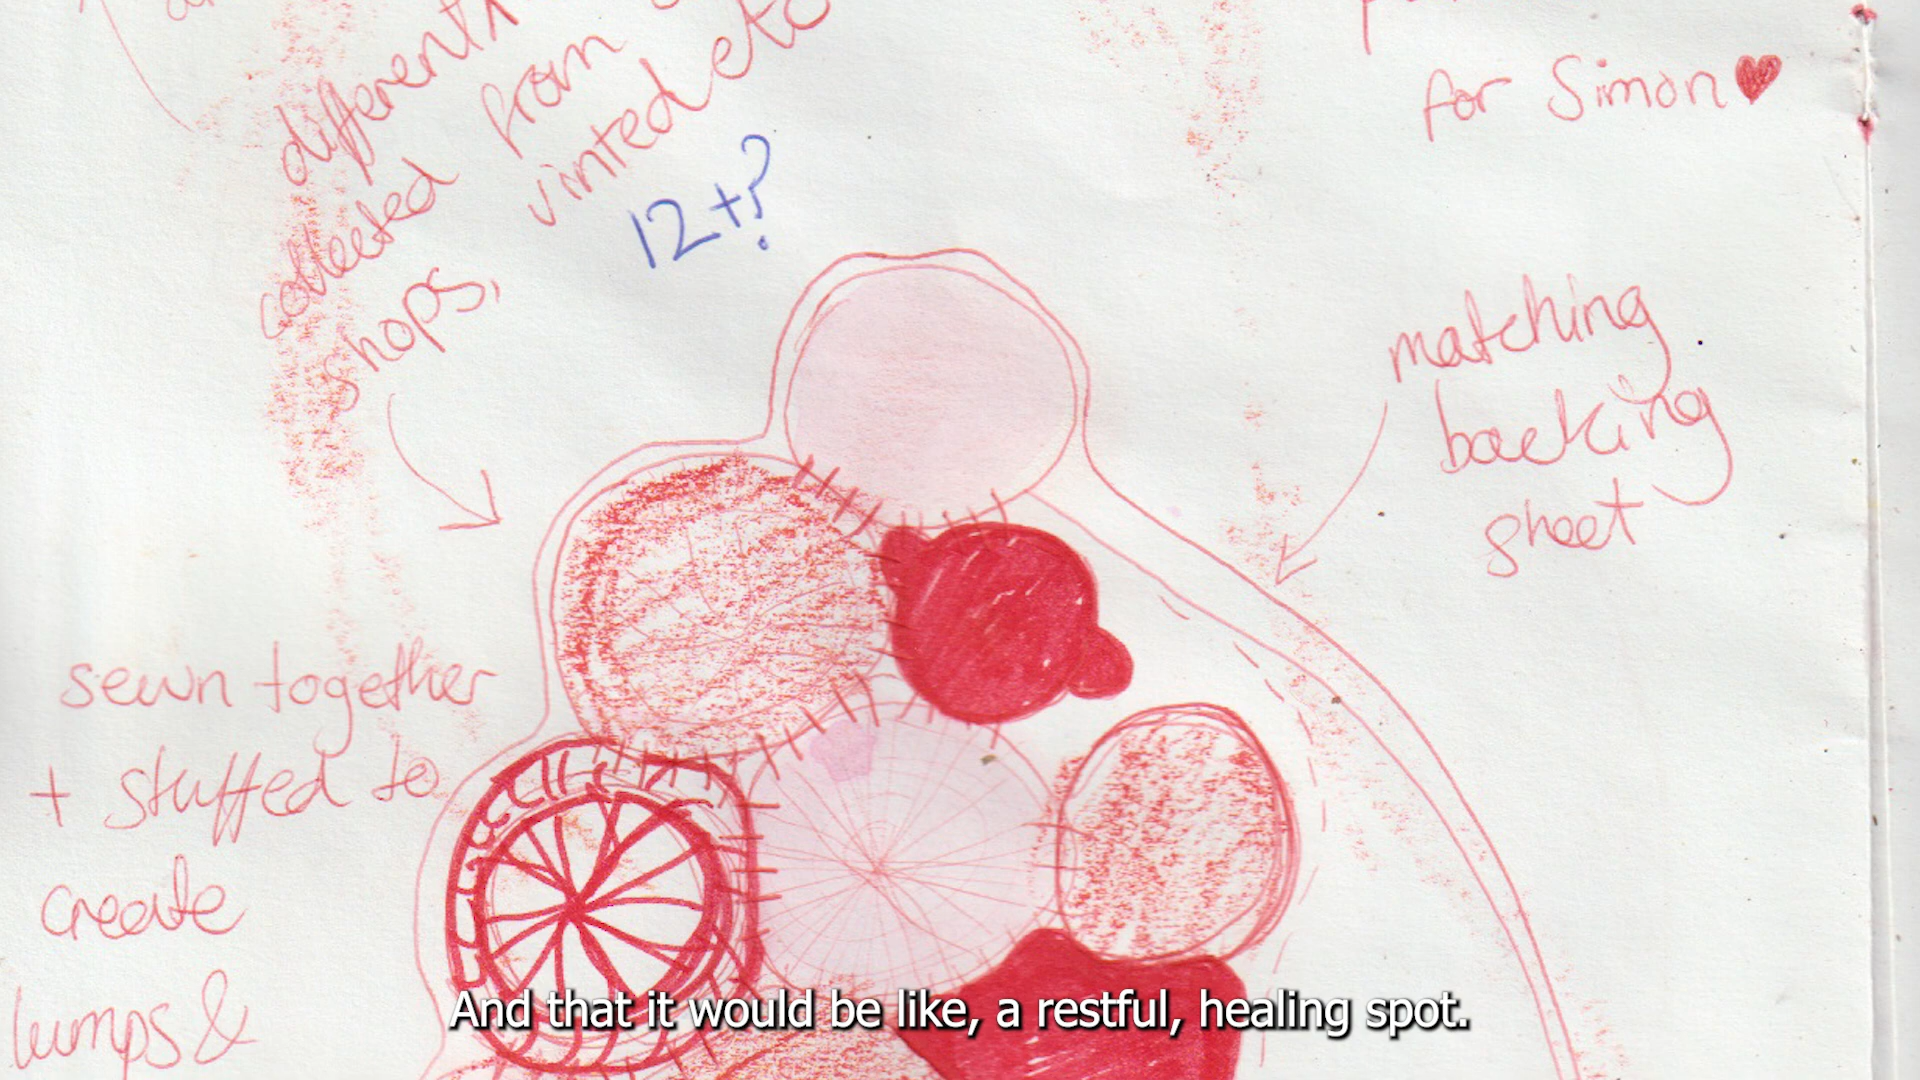 different
collected from
vinted etc
shops.
12+?
for Simon
matching
backing
sheet
sewn together
+ stuffed to
create
lumps &
And that it would be like, a restful, healing spot.